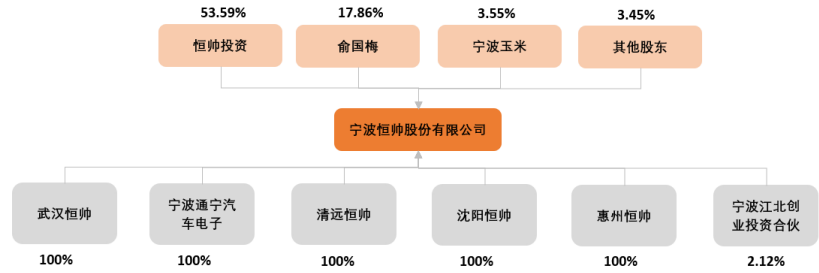 53.59%
17.86%
3.55%
3.45%
恒帅投资
俞国梅
宁波玉米
其他股东
宁波恒帅股份有限公司
武汉恒帅
宁波通宁汽
车电子
清远恒帅
沈阳恒帅
惠州恒帅
宁波江北创
业投资合伙
100%
100%
100%
100%
100%
2.12%